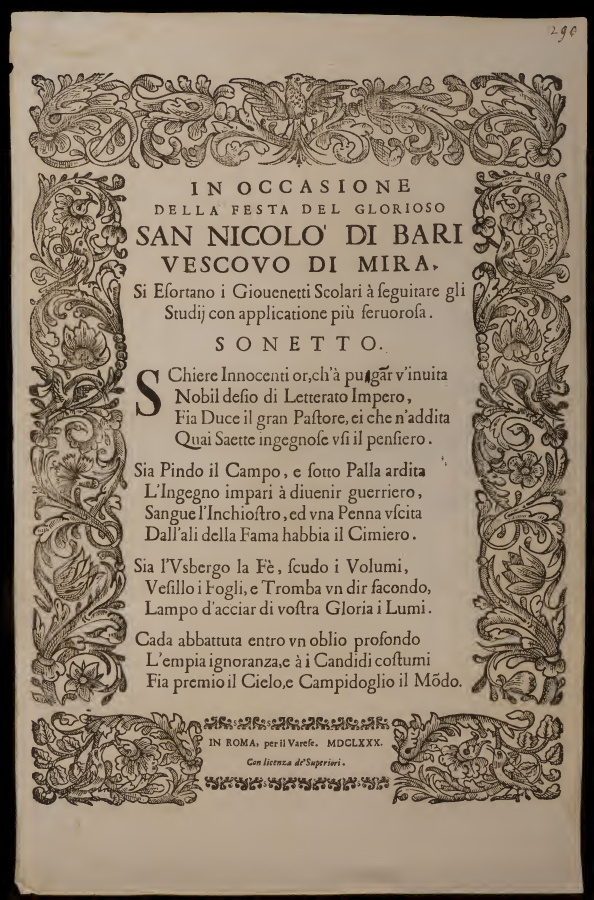 290
IN OCCASIONE
DELLA FESTA DEL GLORIOSO
SAN NICOLO' DI BARI
VESCOVO DI MIRA,
Si Eſortano i Giouenetti Scolari à ſeguitare gli
Studij con applicatione più feruoroſa.
SONETTO.
SChiere Innocenti or, ch'à pugar v'inuita
Nobil deſio di Letterato Impero,
Fia Duce il gran Paſtore, ei che n'addita
Quai Saette ingegnoſe vſi il penſiero.
Sia Pindo il Campo, e ſotto Palla ardita
L'Ingegno impari à diuenir guerriero,
Sangue l'Inchioſtro, ed vna Penna vſcita
Dall'ali della Fama habbia il Cimiero.
Sia l'Vsbergo la Fè, ſcudo i Volumi,
Veſillo i Fogli, e Tromba vn dir facondo,
Lampo d'acciar di voſtra Gloria i Lumi.
Cada abbattuta entro vn oblio profondo
L'empia ignoranza, e à i Candidi coſtumi
Fia premio il Cielo, e Campidoglio il Mõdo.
IN ROMA, per il Vareſe. MDCLXXX.
Con licenza de' Superiori.